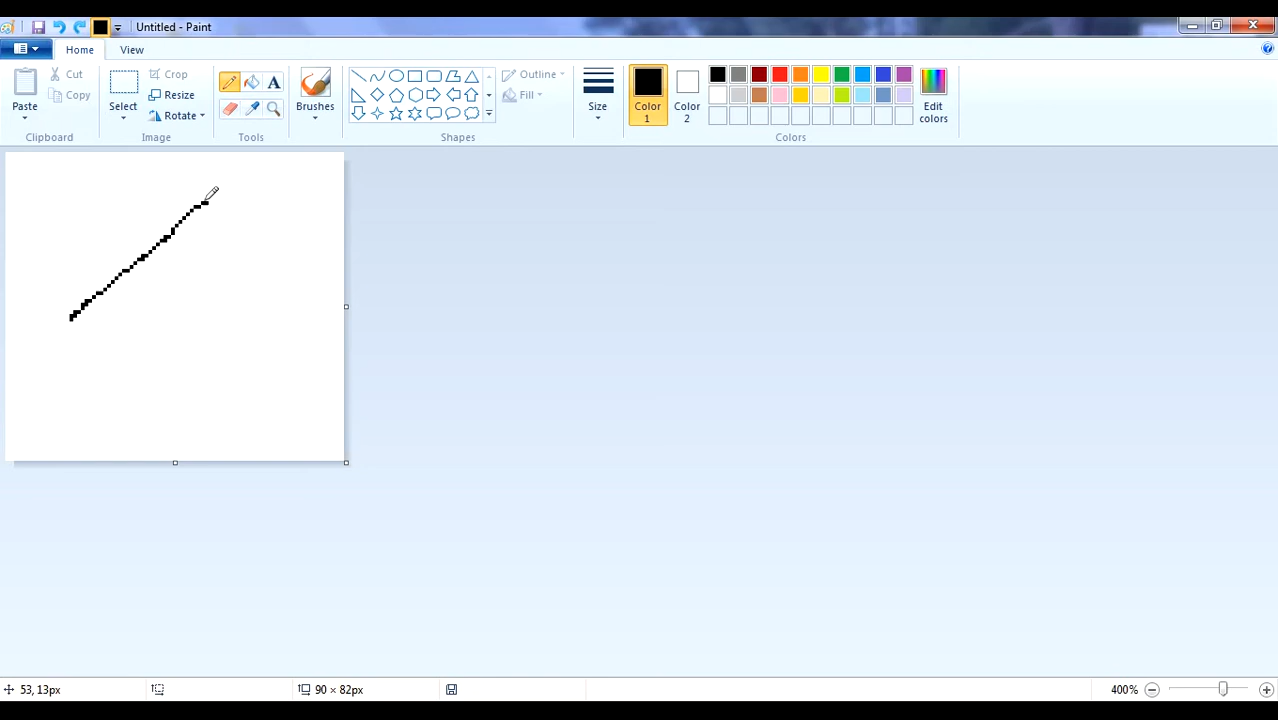 Untitled - Paint
Home View
Paste
Cut
Copy
Clipboard
Select
Crop
Resize
Rotate
Image
Tools
Brushes
Shapes
Outline
Fill
Size
Color 1
Color 2
Edit colors
Colors
53, 13px
90 × 82px
400%